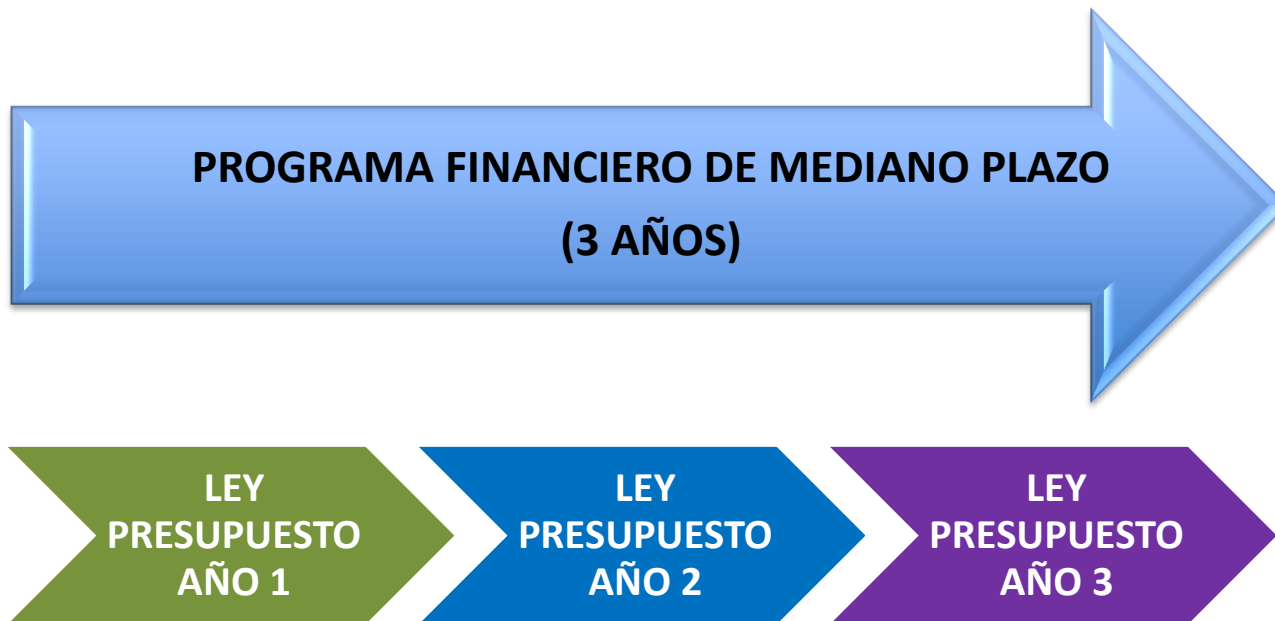 PROGRAMA FINANCIERO DE MEDIANO PLAZO
(3 AÑOS)
LEY
PRESUPUESTO
AÑO 1
LEY
PRESUPUESTO
AÑO 2
LEY
PRESUPUESTO
AÑO 3